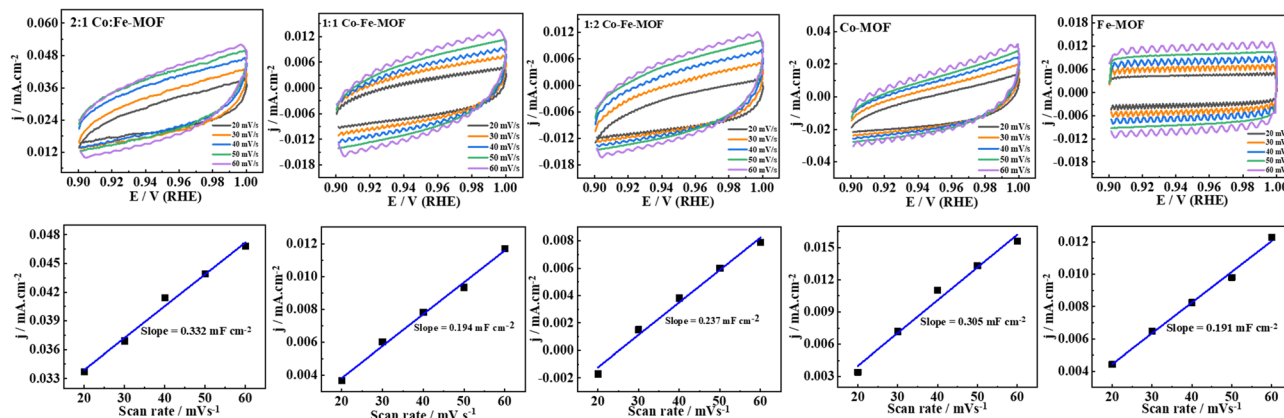 2:1 Co:Fe-MOF
j / mA.cm-2
0.060
0.048
0.036
0.024
0.012
20 mV/s
30 mV/s
40 mV/s
50 mV/s
60 mV/s
0.90 0.92 0.94 0.96 0.98 1.00
E / V (RHE)
1:1 Co-Fe-MOF
j / mA.cm-2
0.012
0.006
0.000
-0.006
-0.012
-0.018
20 mV/s
30 mV/s
40 mV/s
50 mV/s
60 mV/s
0.90 0.92 0.94 0.96 0.98 1.00
E / V (RHE)
1:2 Co-Fe-MOF
j / mA.cm-2
0.012
0.006
0.000
-0.006
-0.012
-0.018
20 mV/s
30 mV/s
40 mV/s
50 mV/s
60 mV/s
0.90 0.92 0.94 0.96 0.98 1.00
E / V (RHE)
Co-MOF
j / mA.cm-2
0.04
0.02
0.00
-0.02
-0.04
20 mV/s
30 mV/s
40 mV/s
50 mV/s
60 mV/s
0.90 0.92 0.94 0.96 0.98 1.00
E / V (RHE)
Fe-MOF
j / mA.cm-2
0.018
0.012
0.006
0.000
-0.006
-0.012
-0.018
20 mV
30 mV
40 mV
50 mV
60 mV
0.90 0.92 0.94 0.96 0.98 1.00
E / V (RHE)
j / mA.cm-2
0.048
0.045
0.042
0.039
0.036
0.033
Slope = 0.332 mF cm-2
20 30 40 50 60
Scan rate / mVs-1
j / mA.cm-2
0.012
0.010
0.008
0.006
0.004
Slope = 0.194 mF cm-2
20 30 40 50 60
Scan rate / mV s-1
j / mA.cm-2
0.008
0.006
0.004
0.002
0.000
-0.002
Slope = 0.237 mF cm-2
20 30 40 50 60
Scan rate / mVs-1
j / mA.cm-2
0.015
0.012
0.009
0.006
0.003
Slope = 0.305 mF cm-2
20 30 40 50 60
Scan rate / mVs-1
j / mA.cm-2
0.012
0.010
0.008
0.006
0.004
Slope = 0.191 mF cm-2
20 30 40 50 60
Scan rate / mVs-1